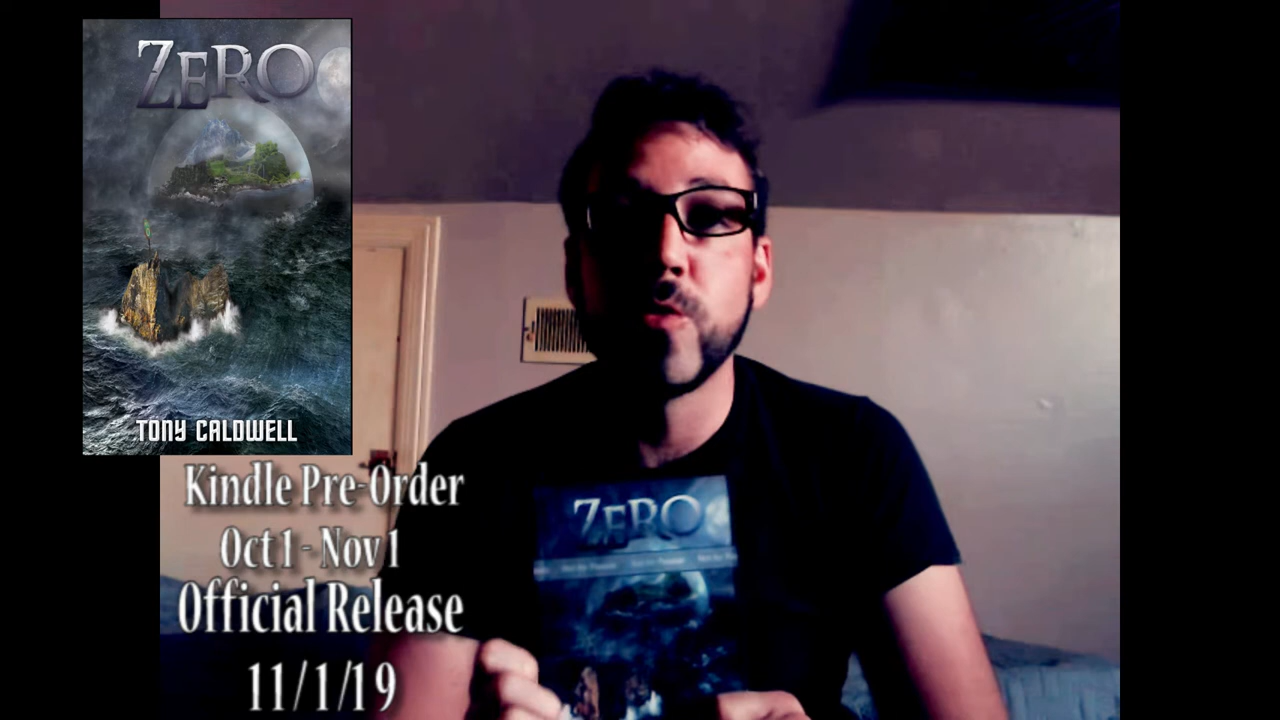 ZERO
TONY CALDWELL
Kindle Pre-Order
Oct 1 - Nov 1
Official Release
11/1/19
ZERO